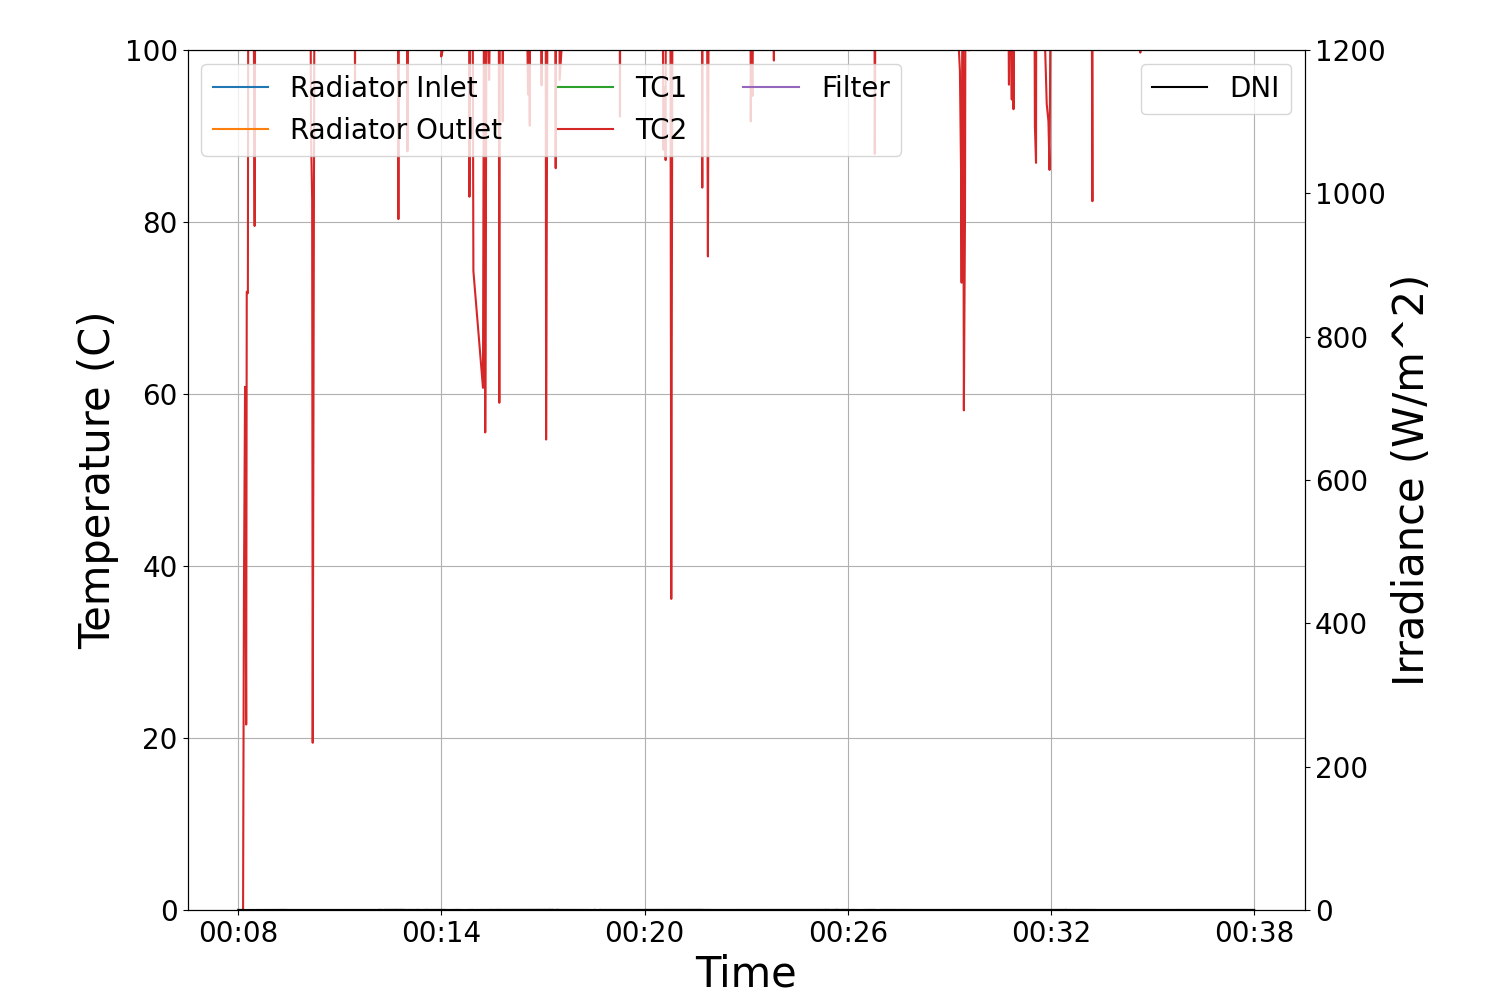 100
80
60
40
20
0
Temperature (C)
Radiator Inlet
Radiator Outlet
TC1
TC2
Filter
DNI
1200
1000
800
600
400
200
0
Irradiance (W/m^2)
00:08 00:14 00:20 00:26 00:32 00:38
Time